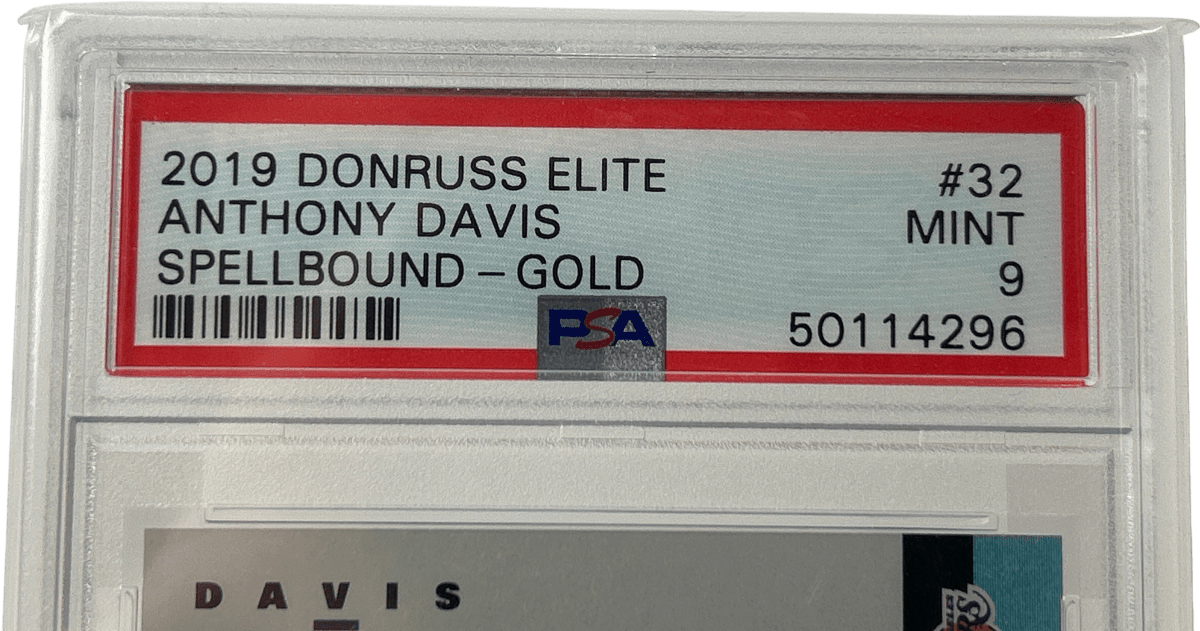 2019 DONRUSS ELITE #32
ANTHONY DAVIS MINT
SPELLBOUND – GOLD 9
PSA 50114296
DAVIS